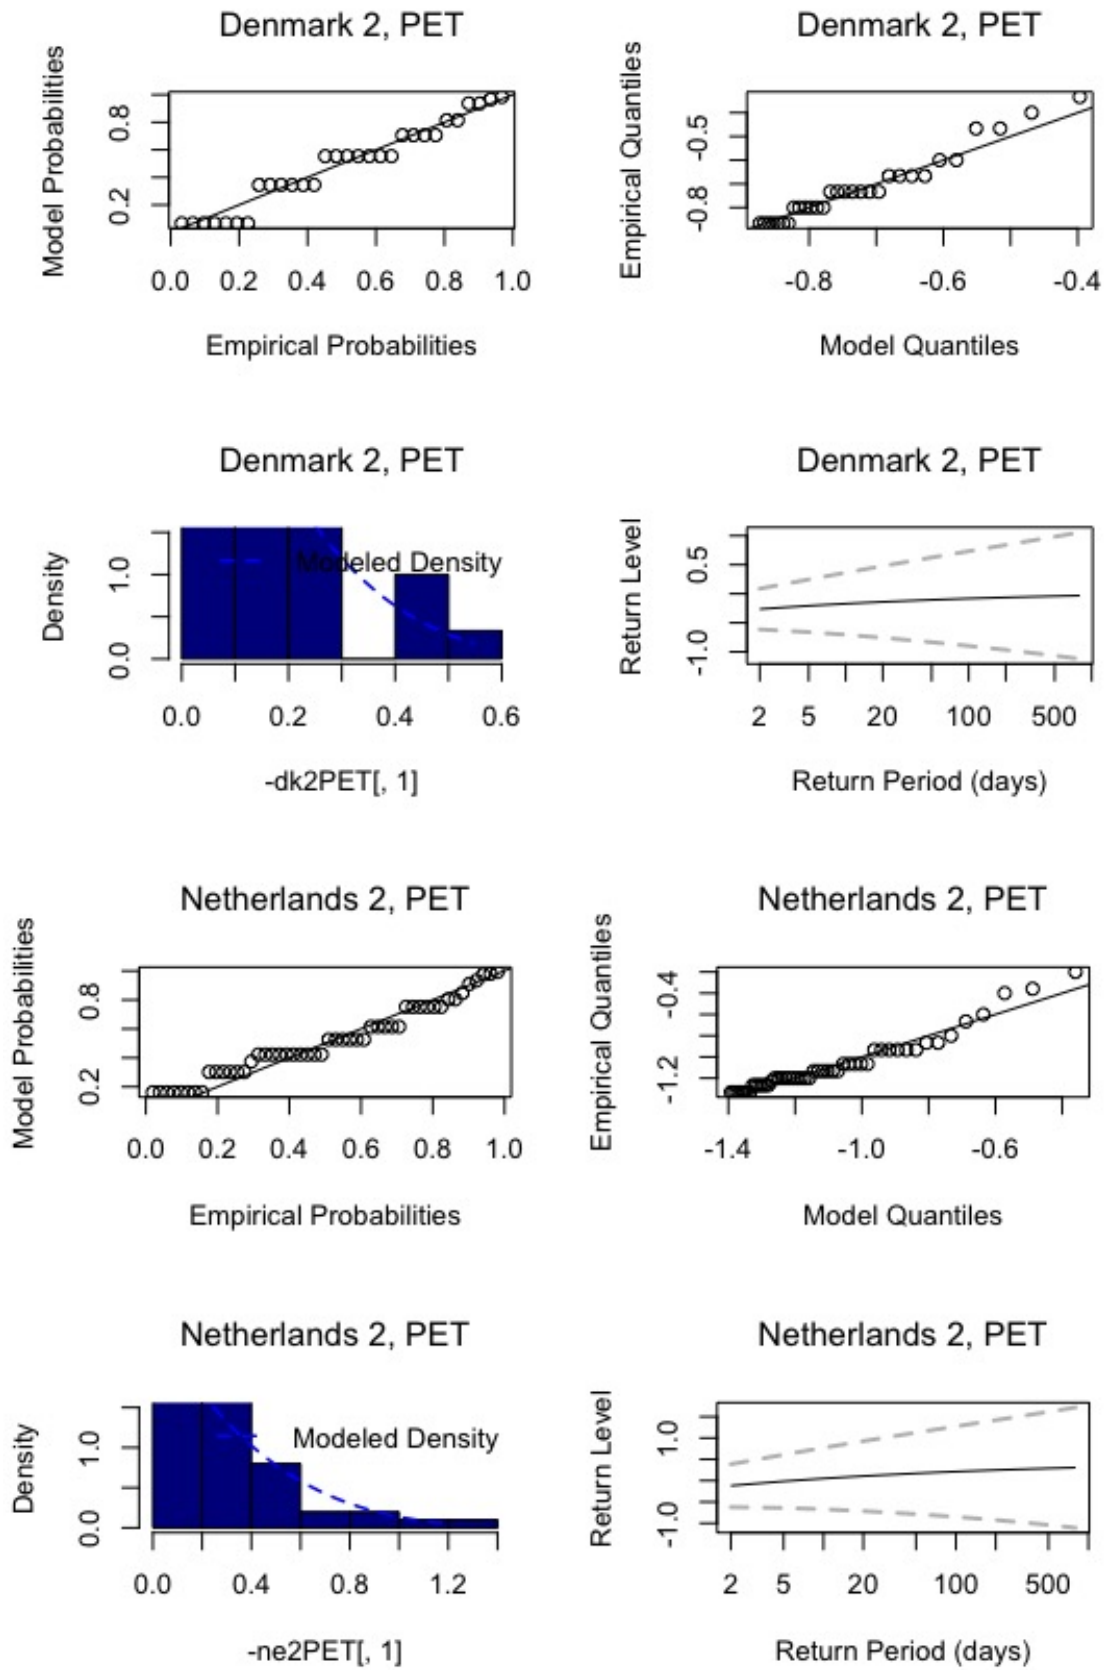 Denmark 2, PET
Model Probabilities
0.2 0.8
0.0 0.2 0.4 0.6 0.8 1.0
Empirical Probabilities
Denmark 2, PET
Empirical Quantiles
-0.8 -0.5
-0.8 -0.6 -0.4
Model Quantiles
Denmark 2, PET
Density
0.0 1.0
Modeled Density
0.0 0.2 0.4 0.6
-dk2PET[, 1]
Denmark 2, PET
Return Level
-1.0 0.5
2 5 20 100 500
Return Period (days)
Netherlands 2, PET
Model Probabilities
0.2 0.8
0.0 0.2 0.4 0.6 0.8 1.0
Empirical Probabilities
Netherlands 2, PET
Empirical Quantiles
-1.2 -0.4
-1.4 -1.0 -0.6
Model Quantiles
Netherlands 2, PET
Density
0.0 1.0
Modeled Density
0.0 0.4 0.8 1.2
-ne2PET[, 1]
Netherlands 2, PET
Return Level
-1.0 1.0
2 5 20 100 500
Return Period (days)